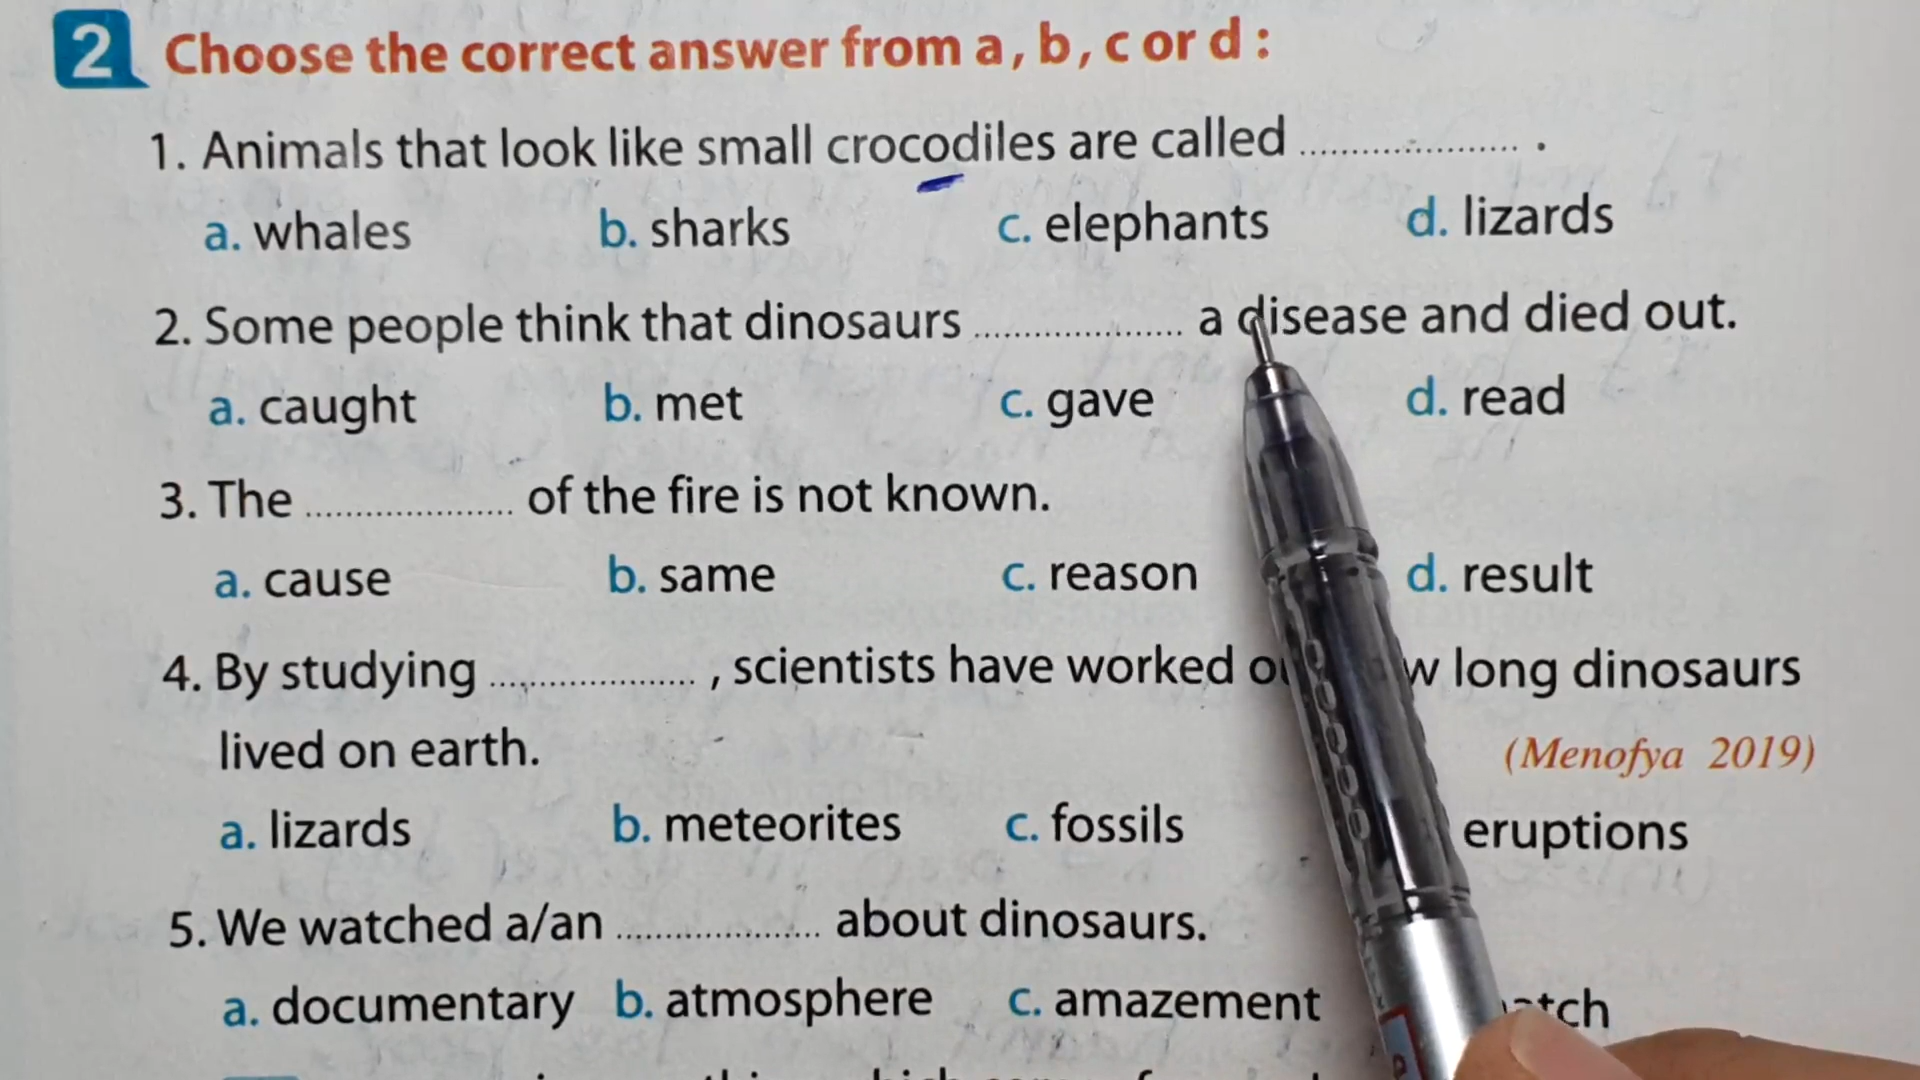 2 Choose the correct answer from a, b, c or d :
1. Animals that look like small crocodiles are called .................... .
a. whales b. sharks c. elephants d. lizards
2. Some people think that dinosaurs .................... a disease and died out.
a. caught b. met c. gave d. read
3. The .................... of the fire is not known.
a. cause b. same c. reason d. result
4. By studying .................... , scientists have worked long dinosaurs
lived on earth.
(Menofya 2019)
a. lizards b. meteorites c. fossils eruptions
5. We watched a/an .................... about dinosaurs.
a. documentary b. atmosphere c. amazement